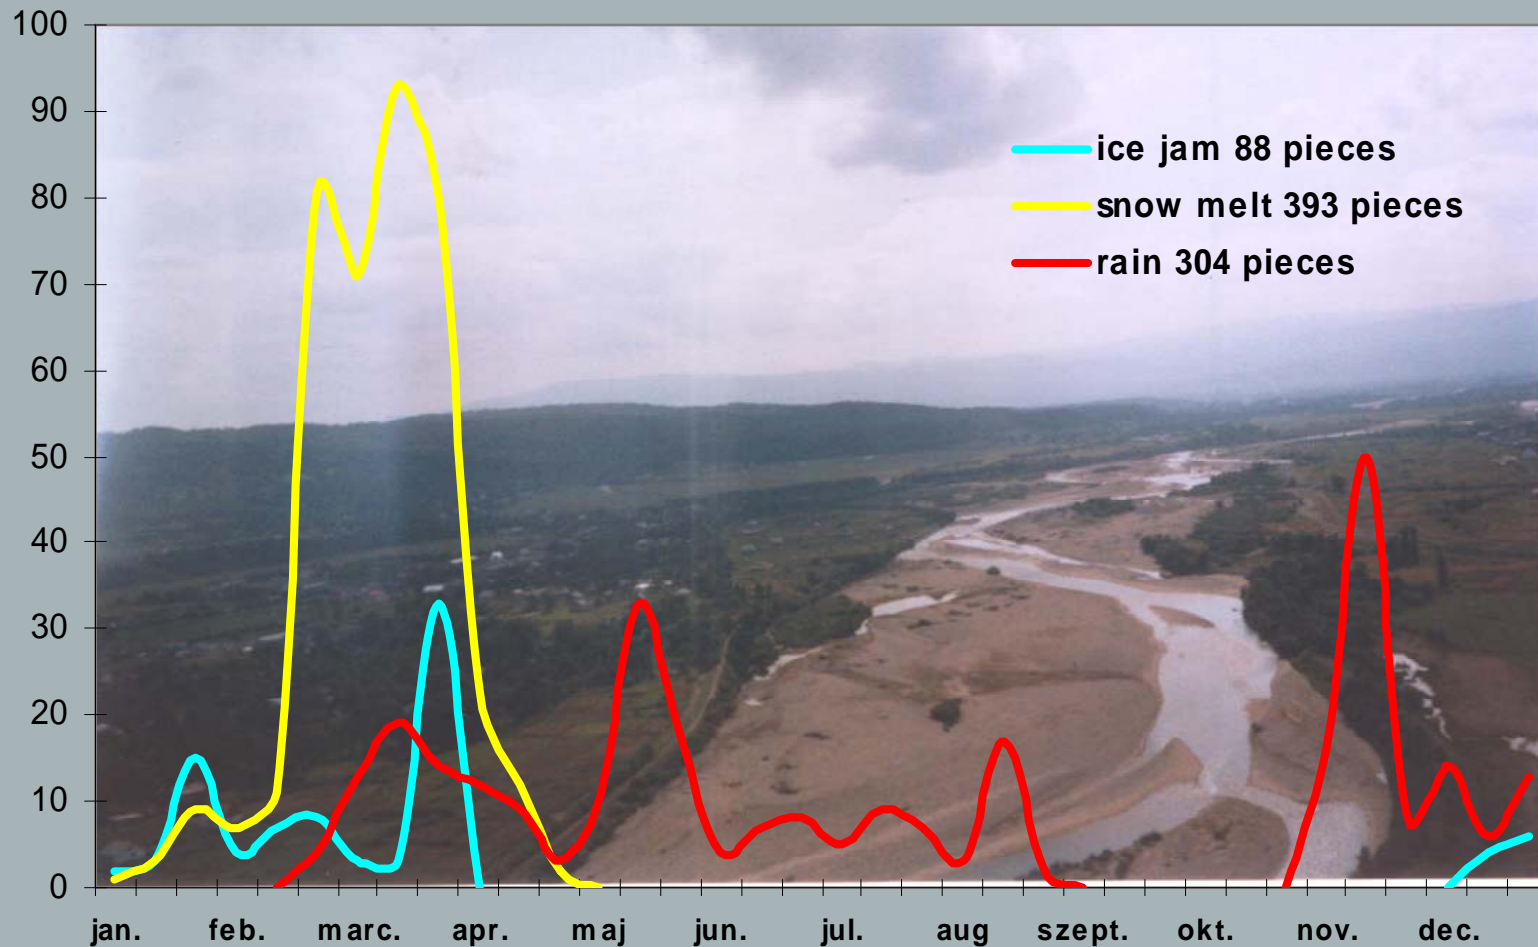 100
90
80
70
60
50
40
30
20
10
0
ice jam 88 pieces
snow melt 393 pieces
rain 304 pieces
jan. feb. marc. apr. maj jun. jul. aug szept. okt. nov. dec.